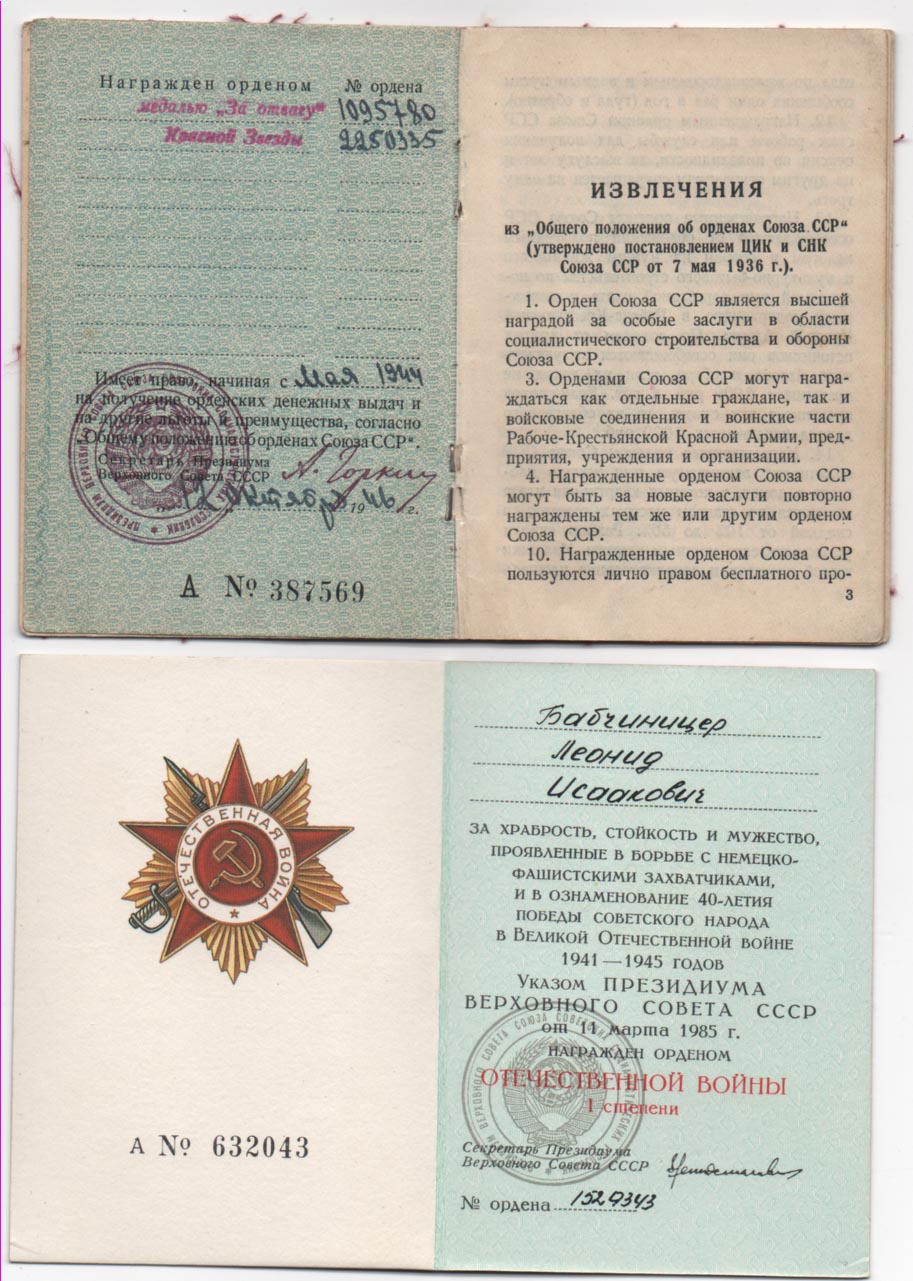 Награжден орденом № ордена
медалью „За отвагу“ 1095780
Красной Звезды 2250335
Имеет право, начиная с Мая 1944
на получение орденских денежных выдач и
на другие льготы и преимущества, согласно
„Общему положению об орденах Союза ССР“.
Секретарь Президиума
Верховного Совета СССР А. Горкин
„12“ Октября 1946 г.
А № 387569
ИЗВЛЕЧЕНИЯ
из „Общего положения об орденах Союза ССР“
(утверждено постановлением ЦИК и СНК
Союза ССР от 7 мая 1936 г.).
1. Орден Союза ССР является высшей
наградой за особые заслуги в области
социалистического строительства и обороны
Союза ССР.
3. Орденами Союза ССР могут награ-
ждаться как отдельные граждане, так и
войсковые соединения и воинские части
Рабоче-Крестьянской Красной Армии, пред-
приятия, учреждения и организации.
4. Награжденные орденом Союза ССР
могут быть за новые заслуги повторно
награждены тем же или другим орденом
Союза ССР.
10. Награжденные орденом Союза ССР
пользуются лично правом бесплатного про-
3
ОТЕЧЕСТВЕННАЯ ВОЙНА
А № 632043
Бабчиницер
Леонид
Исаакович
ЗА ХРАБРОСТЬ, СТОЙКОСТЬ И МУЖЕСТВО,
ПРОЯВЛЕННЫЕ В БОРЬБЕ С НЕМЕЦКО-
ФАШИСТСКИМИ ЗАХВАТЧИКАМИ,
И В ОЗНАМЕНОВАНИЕ 40-ЛЕТИЯ
ПОБЕДЫ СОВЕТСКОГО НАРОДА
В ВЕЛИКОЙ ОТЕЧЕСТВЕННОЙ ВОЙНЕ
1941—1945 ГОДОВ
УКАЗОМ ПРЕЗИДИУМА
ВЕРХОВНОГО СОВЕТА СССР
от 11 марта 1985 г.
НАГРАЖДЕН ОРДЕНОМ
ОТЕЧЕСТВЕННОЙ ВОЙНЫ
I степени
Секретарь Президиума
Верховного Совета СССР
№ ордена 1529343